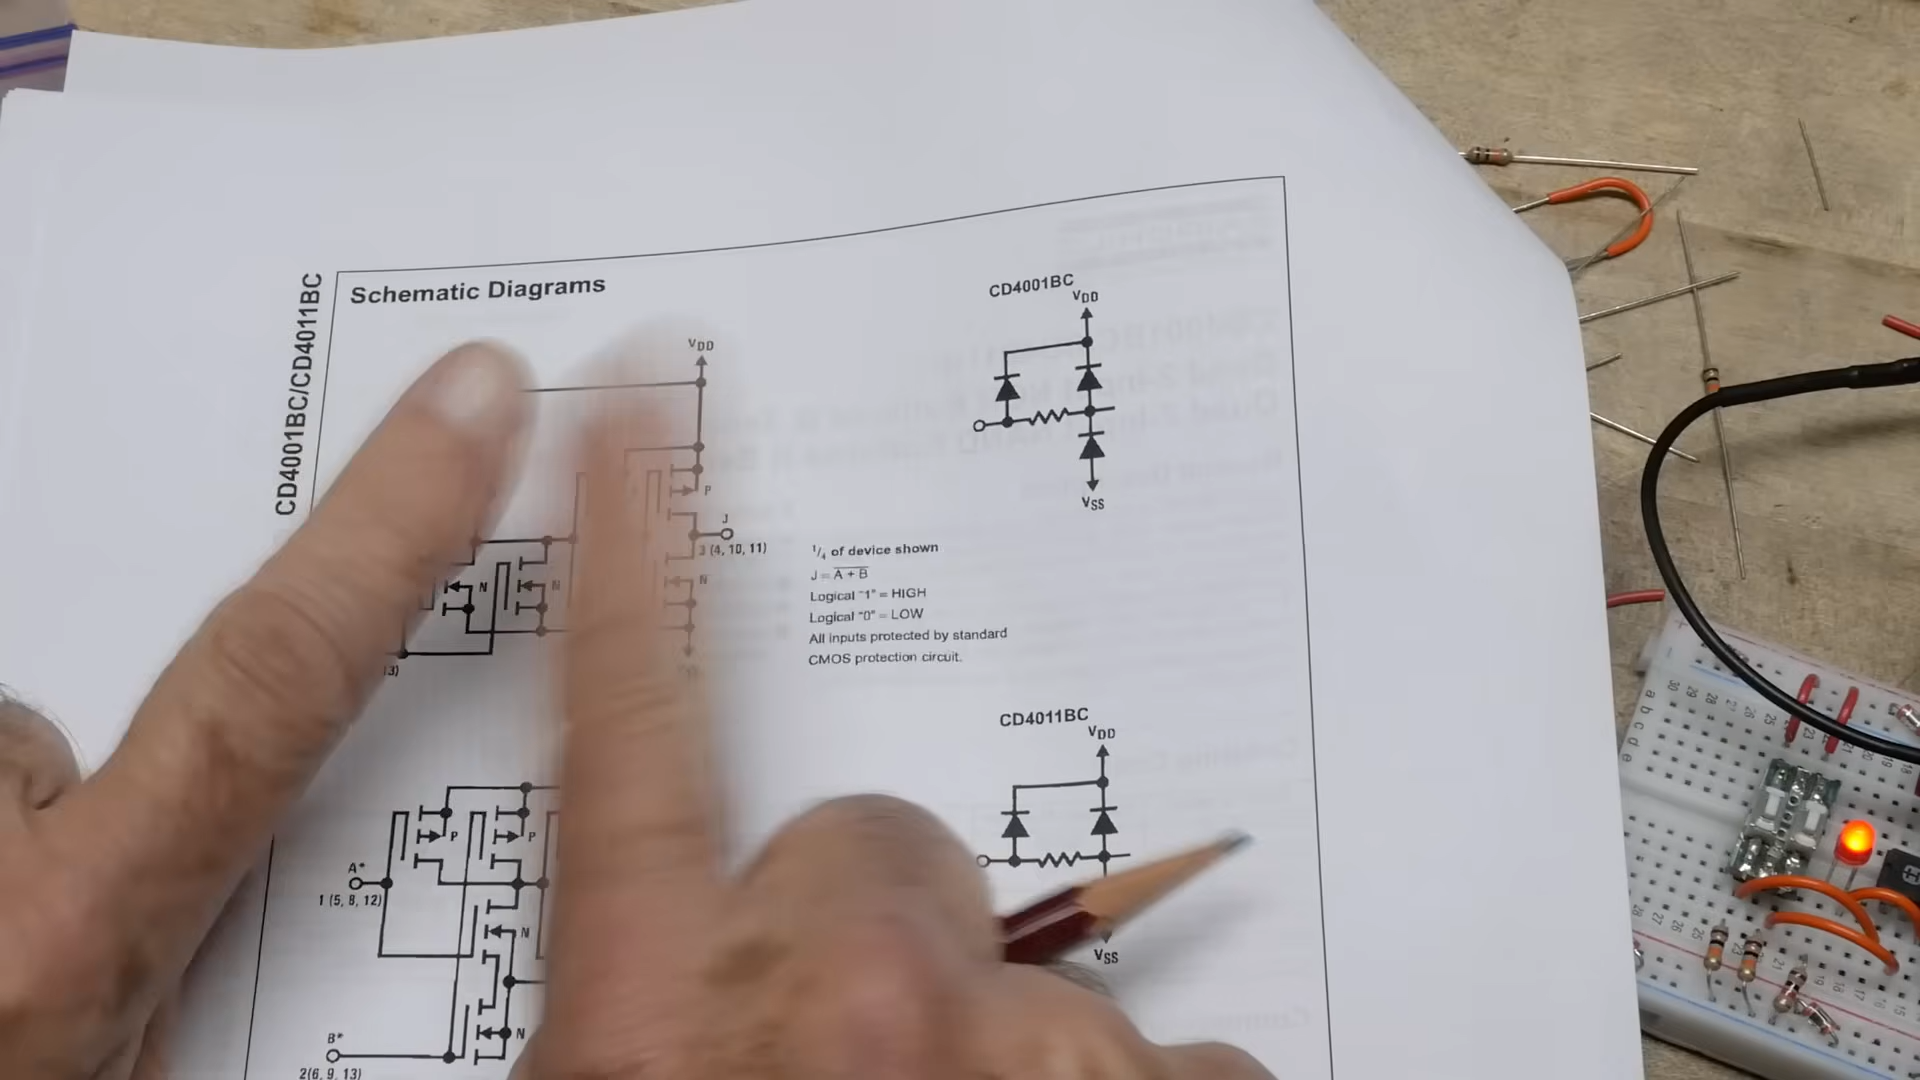 CD4001BC/CD4011BC
Schematic Diagrams
CD4001BC
VDD
VDD
P
J
3 (4, 10, 11)
N
N
N
VSS
1/4 of device shown
J = A + B
Logical "1" = HIGH
Logical "0" = LOW
All inputs protected by standard
CMOS protection circuit.
CD4011BC
VDD
P
P
A*
1 (5, 8, 12)
N
VSS
B*
N
2(6, 9, 13)